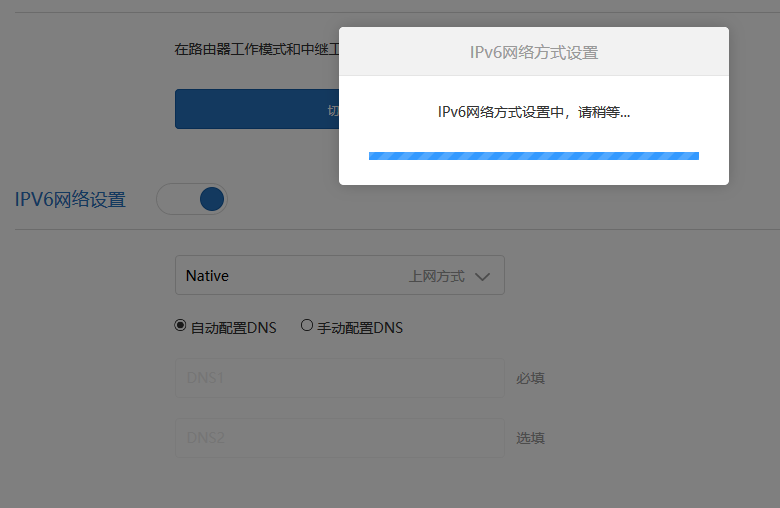 在路由器工作模式和中继工
切
IPv6网络方式设置
IPv6网络方式设置中，请稍等...
IPV6网络设置
Native 上网方式
自动配置DNS 手动配置DNS
DNS1 必填
DNS2 选填